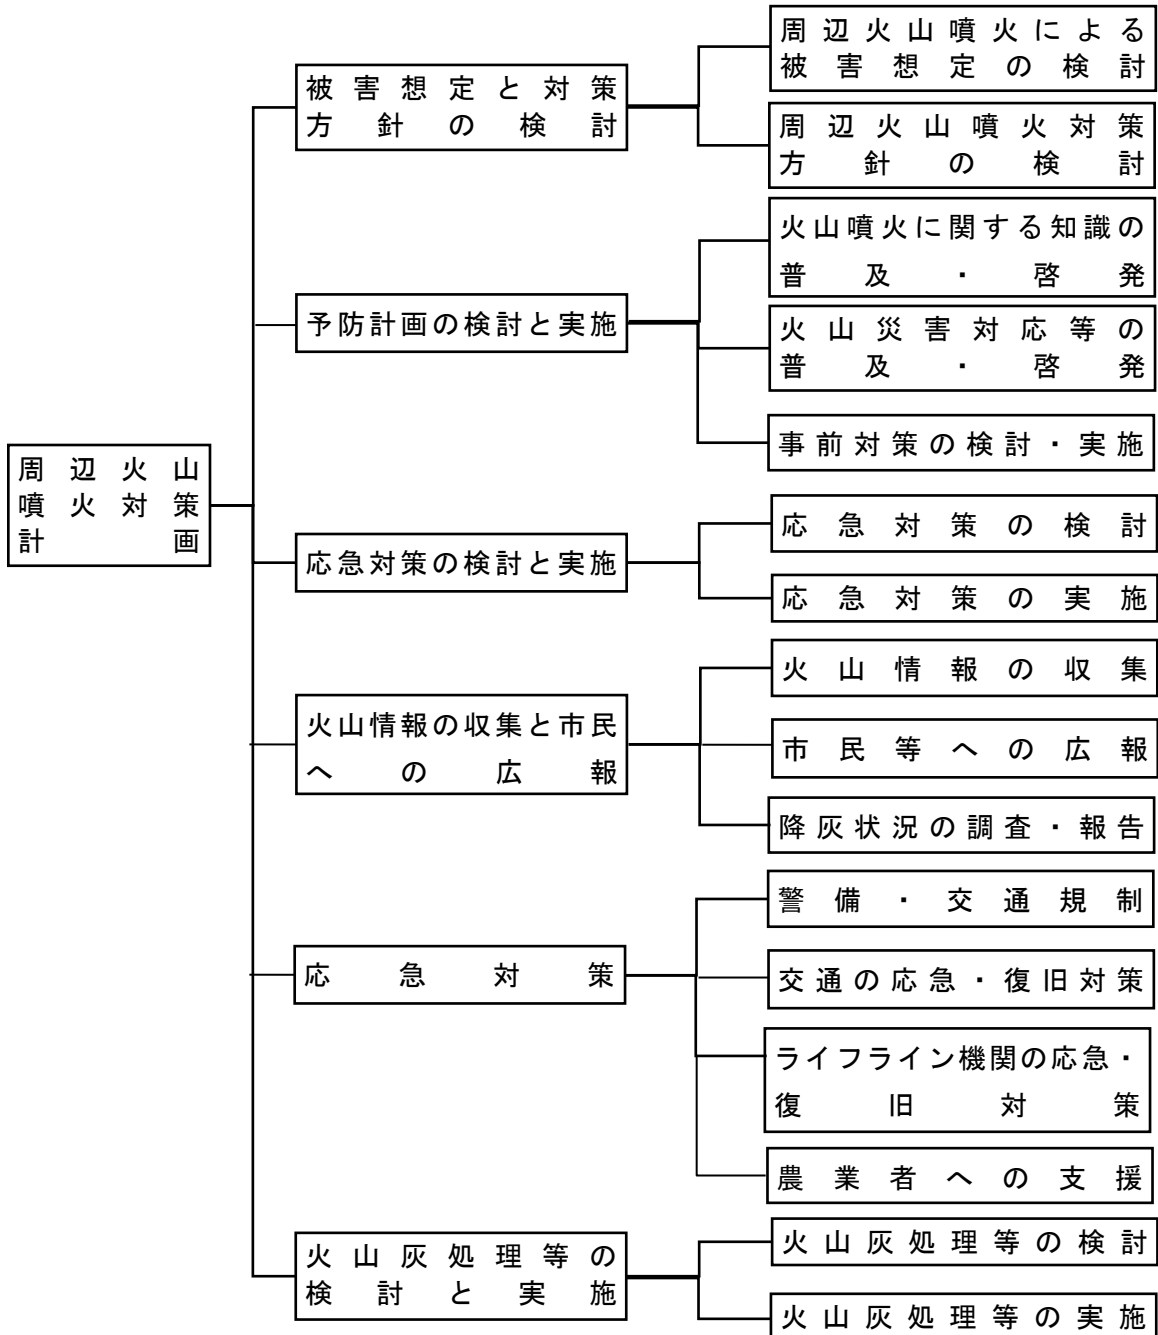 周辺火山
噴火対策
計画
被害想定と対策
方針の検討
周辺火山噴火による
被害想定の検討
周辺火山噴火対策
方針の検討
予防計画の検討と実施
火山噴火に関する知識の
普及・啓発
火山災害対応等の
普及・啓発
事前対策の検討・実施
応急対策の検討と実施
応急対策の検討
応急対策の実施
火山情報の収集と市民
への広報
火山情報の収集
市民等への広報
降灰状況の調査・報告
応急対策
警備・交通規制
交通の応急・復旧対策
ライフライン機関の応急・
復旧対策
農業者への支援
火山灰処理等の
検討と実施
火山灰処理等の検討
火山灰処理等の実施